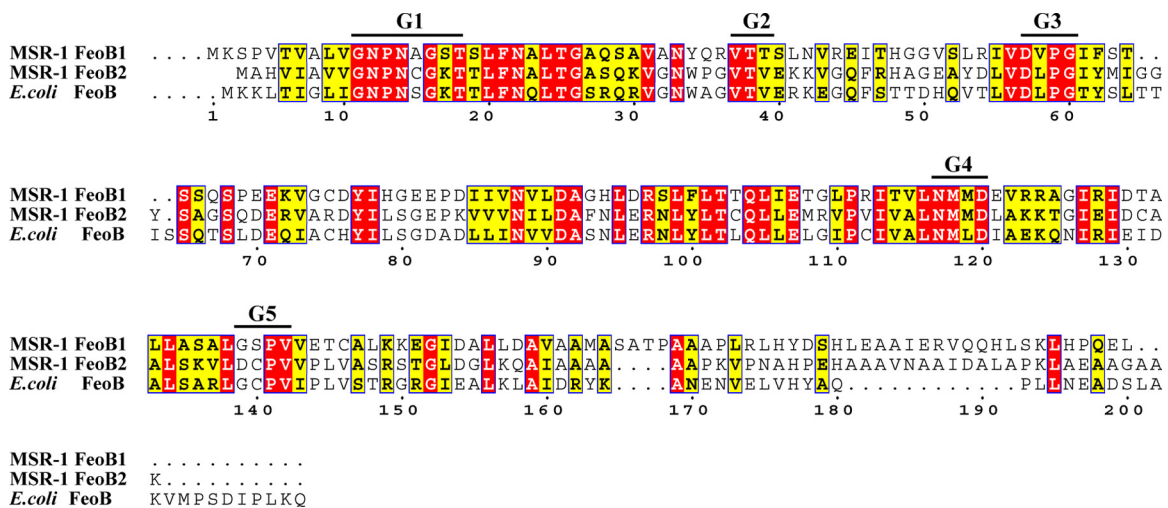 G1 G2 G3
MSR-1 FeoB1 ....MKSPVTVALVGNPNAGSTSLFNALTGAQSAVANYQRVTTSLNVREITHGGVSLRIVDVPGIFST..
MSR-1 FeoB2 MAHVIAVVGNPNCGKTTLFNALTGASQKVGNWPGVTVEKKVGQFRHAGEAYDLIVDLPGIYMIGG
E.coli FeoB .....MKKLTIGLIGNPNSGKTTLFNQLTGSRQRVGNWAGVTVERKEGQFSTTDHQVTLVDLPGTYSLTT
1 10 20 30 40 50 60
G4
MSR-1 FeoB1 ..SSQSPEEKVGCDYIHGEEPDIIVNVLDAGHLDRSLFLTTQLIETGLPRITVLNMMDEVRRAGIRIDTA
MSR-1 FeoB2 Y.SAGSQDERVARDYILSGEPKVVVNILDAFNLERNLYLTCQLLEMRVPVIVALNMMDLAKKTGIEIDCA
E.coli FeoB ISSQTSLDEQIACHYILSGDADLLINVVDASNLERNLYLTLQLLELGIPCIVALNMLDIAEKQNIRIEID
70 80 90 100 110 120 130
G5
MSR-1 FeoB1 LLASALGSPVVETCALKKEGIDALLDAVAAMASATPAAAPLRLHYDSHLEAAIERVQQHLSKLHPQEL..
MSR-1 FeoB2 ALSKVLDCPVIPLVASRSTGLDGLKQAIAAAA....AAKPVPNAHPEHAAAVNAAIDALAPKLAEAAGAA
E.coli FeoB ALSARLGCPVIPLVSTRGRGIEALKLAIDRYK....ANENVELVHYAQ............PLLNEADSLA
140 150 160 170 180 190 200
MSR-1 FeoB1 ...........
MSR-1 FeoB2 K..........
E.coli FeoB KVMPSDIPLKQ